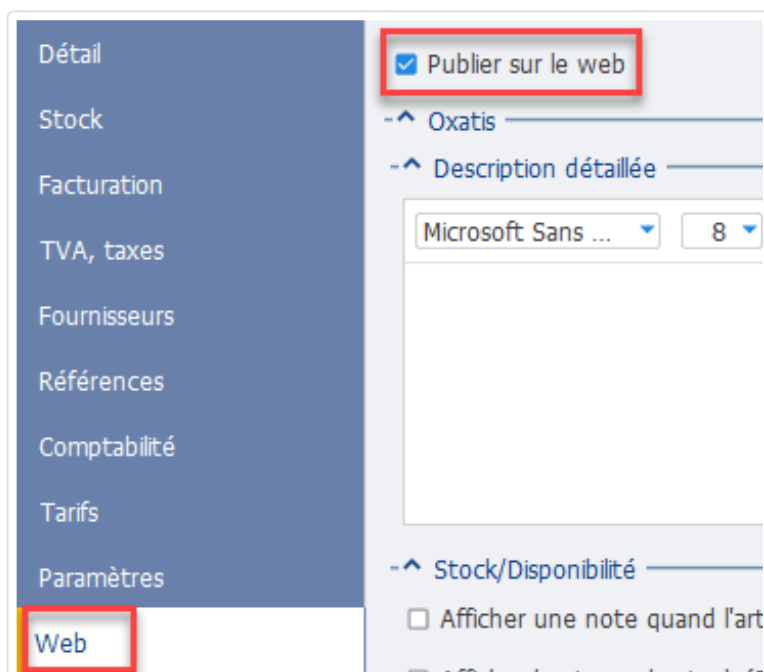 Détail
Stock
Facturation
TVA, taxes
Fournisseurs
Références
Comptabilité
Tarifs
Paramètres
Web
Publier sur le web
Oxatis
Description détaillée
Microsoft Sans ... 8
Stock/Disponibilité
Afficher une note quand l'art